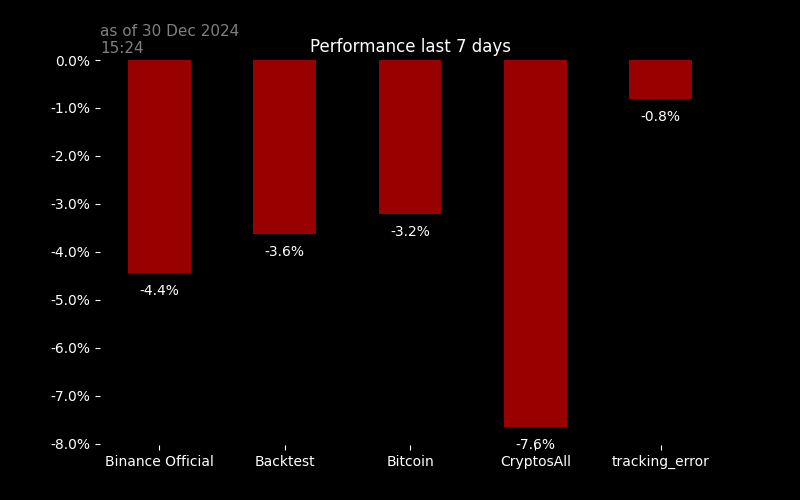 as of 30 Dec 2024
15:24
Performance last 7 days
0.0%
-1.0%
-2.0%
-3.0%
-4.0%
-5.0%
-6.0%
-7.0%
-8.0%
-4.4%
-3.6%
-3.2%
-7.6%
-0.8%
Binance Official
Backtest
Bitcoin
CryptosAll
tracking_error